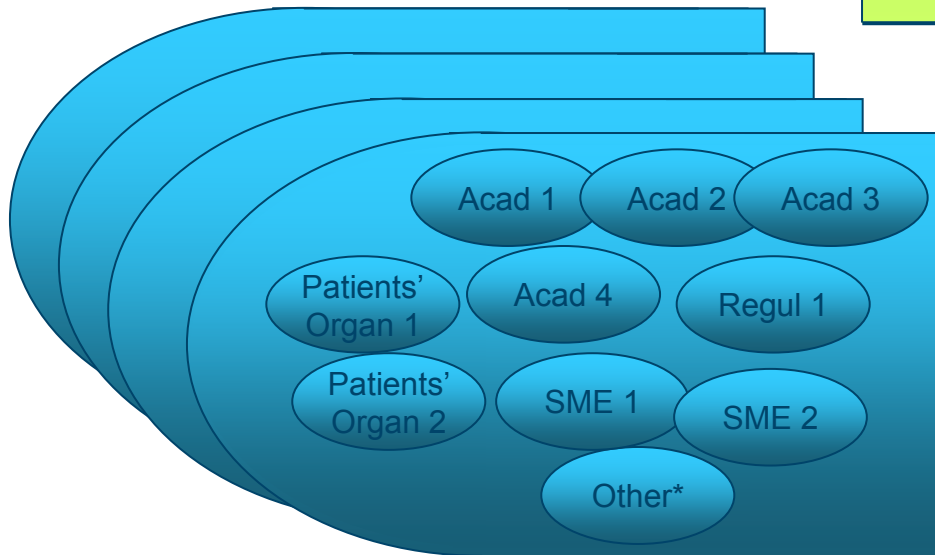 Acad 1
Acad 2
Acad 3
Patients’
Organ 1
Acad 4
Regul 1
Patients’
Organ 2
SME 1
SME 2
Other*